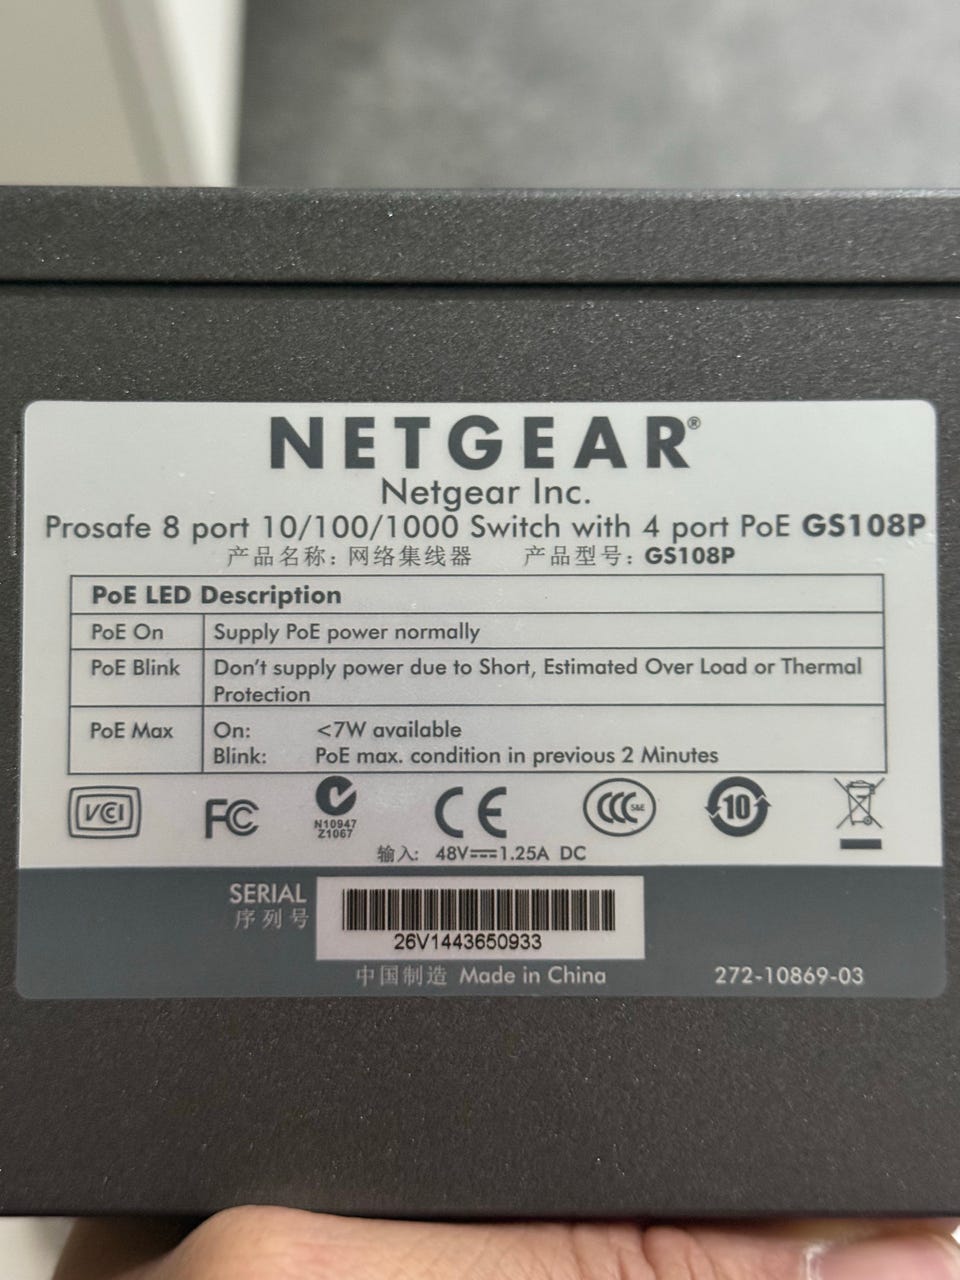 NETGEAR®
Netgear Inc.
Prosafe 8 port 10/100/1000 Switch with 4 port PoE GS108P
产品名称: 网络集线器 产品型号: GS108P
PoE LED Description
PoE On Supply PoE power normally
PoE Blink Don't supply power due to Short, Estimated Over Load or Thermal
Protection
PoE Max On: <7W available
Blink: PoE max. condition in previous 2 Minutes
VCI FC N10947 CE CCC S&E 10
Z1067
输入: 48V⎓1.25A DC
SERIAL
序列号
26V1443650933
中国制造 Made in China 272-10869-03